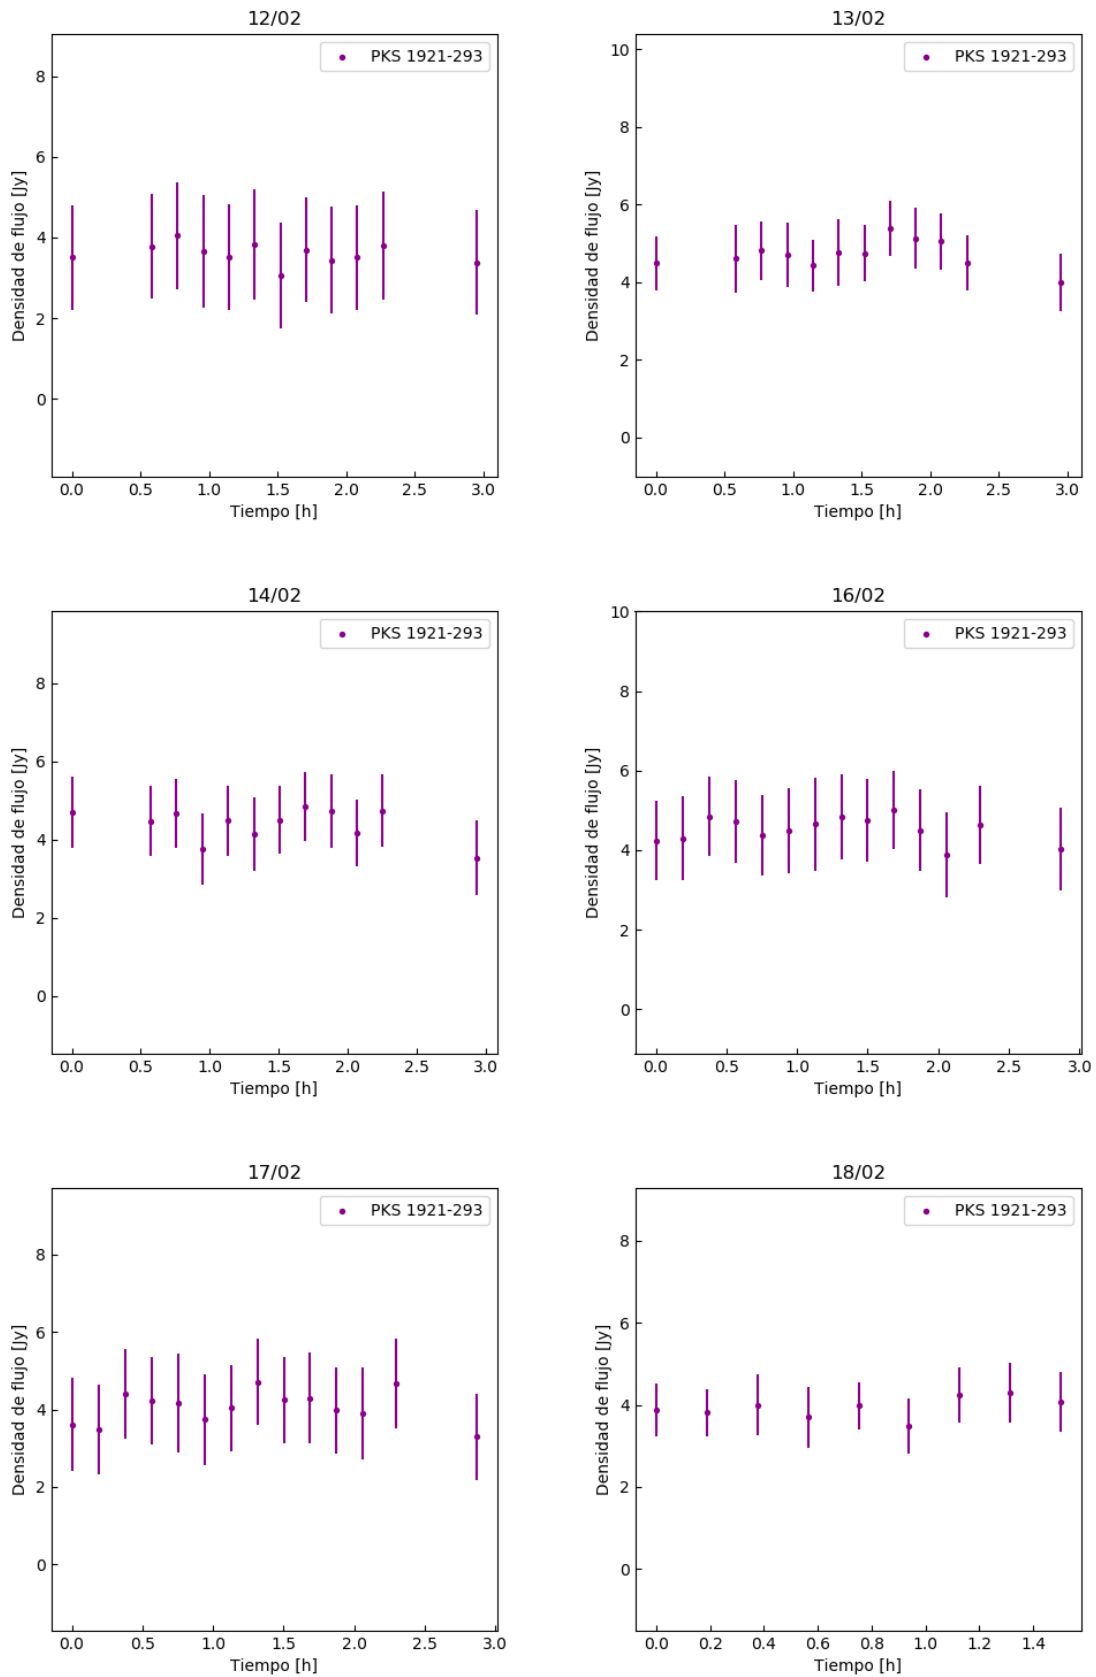 12/02
PKS 1921-293
Densidad de flujo [Jy]
8
6
4
2
0
0.0 0.5 1.0 1.5 2.0 2.5 3.0
Tiempo [h]
13/02
PKS 1921-293
Densidad de flujo [Jy]
10
8
6
4
2
0
0.0 0.5 1.0 1.5 2.0 2.5 3.0
Tiempo [h]
14/02
PKS 1921-293
Densidad de flujo [Jy]
8
6
4
2
0
0.0 0.5 1.0 1.5 2.0 2.5 3.0
Tiempo [h]
16/02
PKS 1921-293
Densidad de flujo [Jy]
10
8
6
4
2
0
0.0 0.5 1.0 1.5 2.0 2.5 3.0
Tiempo [h]
17/02
PKS 1921-293
Densidad de flujo [Jy]
8
6
4
2
0
0.0 0.5 1.0 1.5 2.0 2.5 3.0
Tiempo [h]
18/02
PKS 1921-293
Densidad de flujo [Jy]
8
6
4
2
0
0.0 0.2 0.4 0.6 0.8 1.0 1.2 1.4
Tiempo [h]